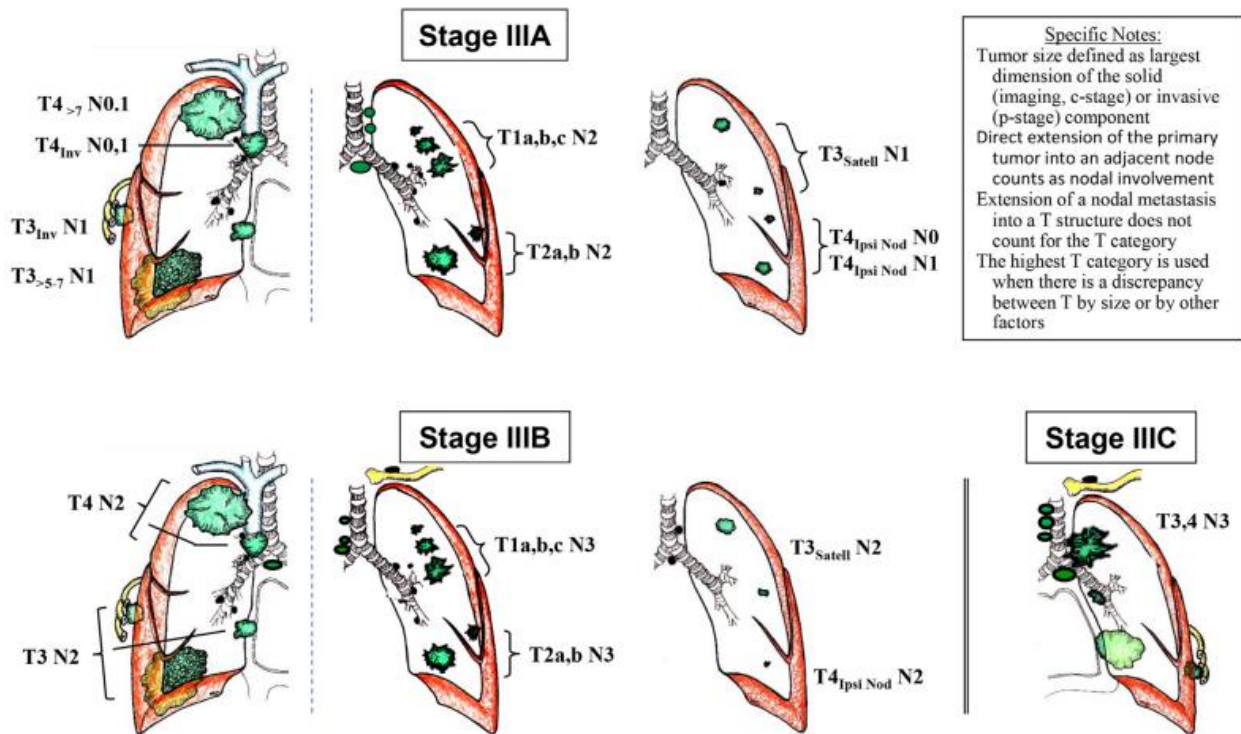 Stage IIIA
T4>7 N0.1
T4Inv N0,1
T3Inv N1
T3>5-7 N1
T1a,b,c N2
T2a,b N2
T3Satell N1
T4Ipsi Nod N0
T4Ipsi Nod N1
Specific Notes:
Tumor size defined as largest
dimension of the solid
(imaging, c-stage) or invasive
(p-stage) component
Direct extension of the primary
tumor into an adjacent node
counts as nodal involvement
Extension of a nodal metastasis
into a T structure does not
count for the T category
The highest T category is used
when there is a discrepancy
between T by size or by other
factors
Stage IIIB
T4 N2
T3 N2
T1a,b,c N3
T2a,b N3
T3Satell N2
T4Ipsi Nod N2
Stage IIIC
T3,4 N3